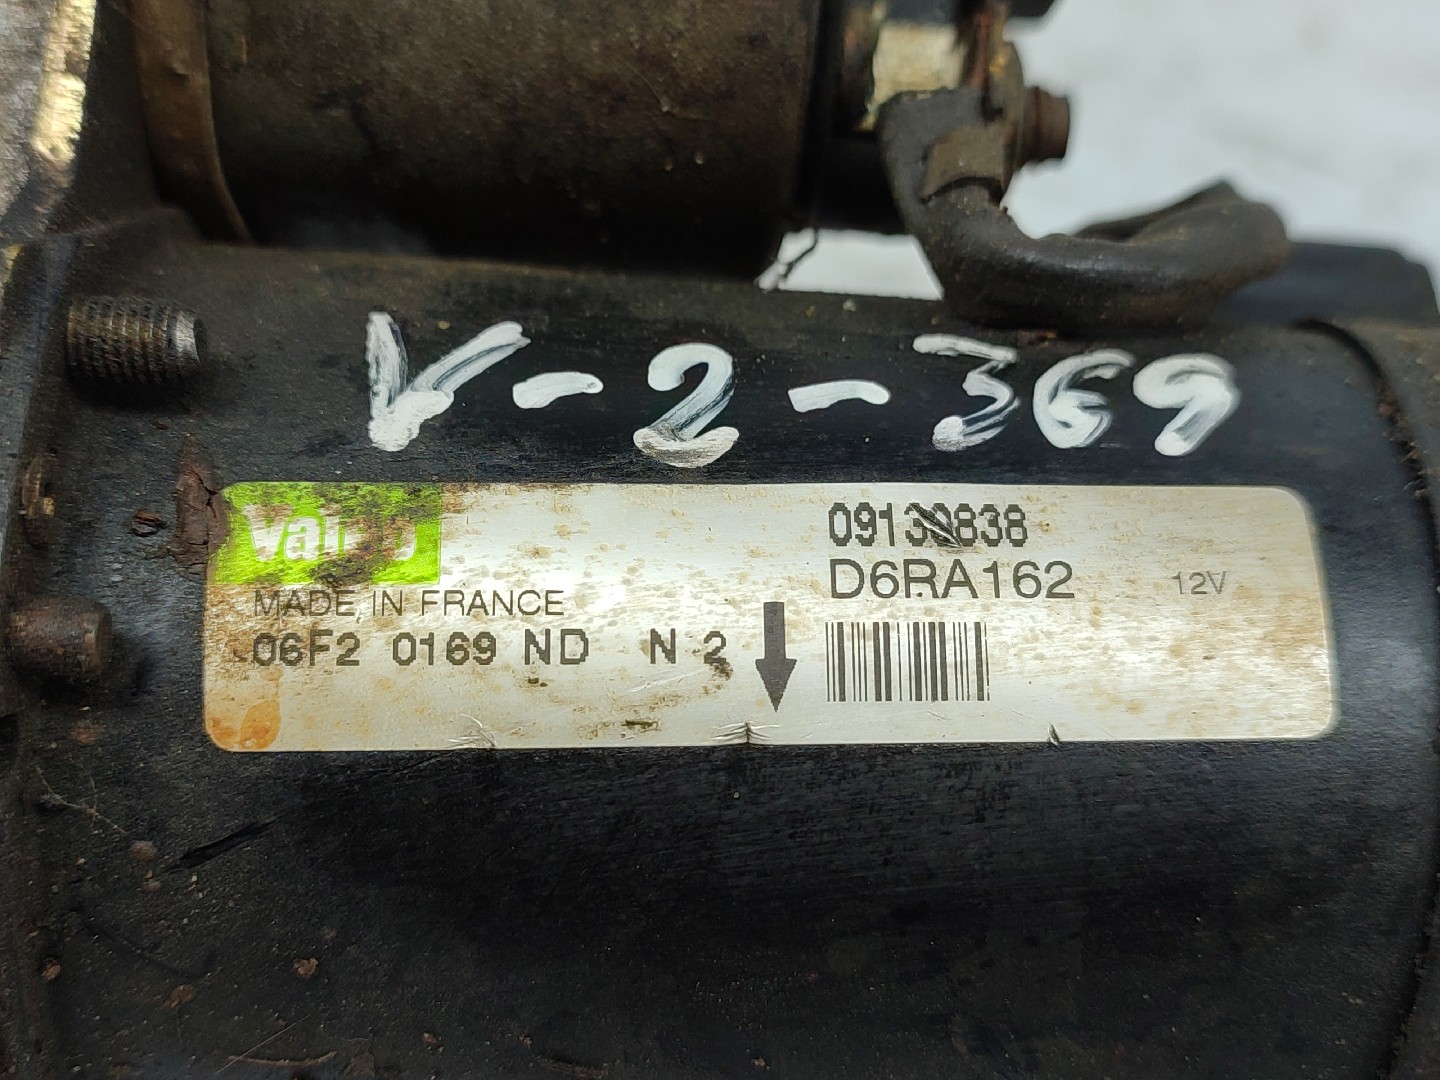 V-2-369
Valeo
09130838
D6RA162
12V
MADE IN FRANCE
06F2 0169 ND N 2